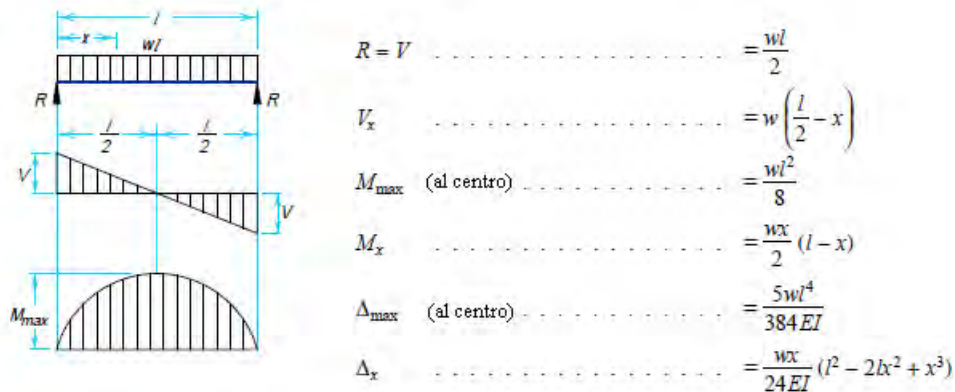 l
x
wl
R
R
l/2
l/2
V
V
M_max
R = V . . . . . . . . . . . . . . . . = wl/2
V_x . . . . . . . . . . . . . . . . = w (l/2 − x)
M_max (al centro) . . . . . . . . . . . = wl²/8
M_x . . . . . . . . . . . . . . . . = wx/2 (l − x)
Δ_max (al centro) . . . . . . . . . . . = 5wl⁴/384EI
Δ_x . . . . . . . . . . . . . . . . = wx/24EI (l² − 2lx² + x³)